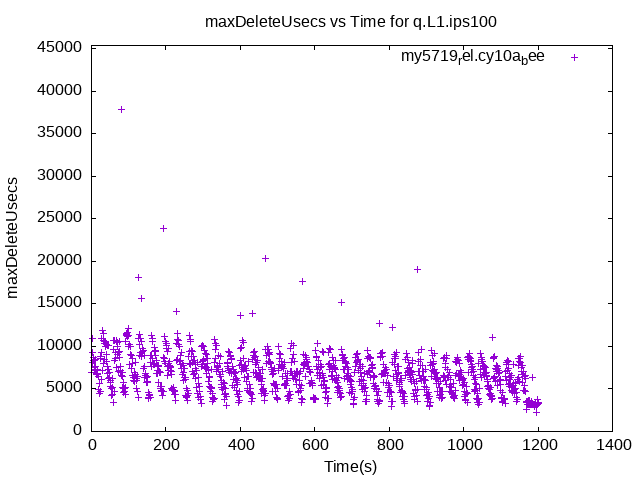 maxDeleteUsecs vs Time for q.L1.ips100
my5719rel.cy10abee
45000
40000
35000
30000
25000
20000
15000
10000
5000
0
maxDeleteUsecs
0 200 400 600 800 1000 1200 1400
Time(s)